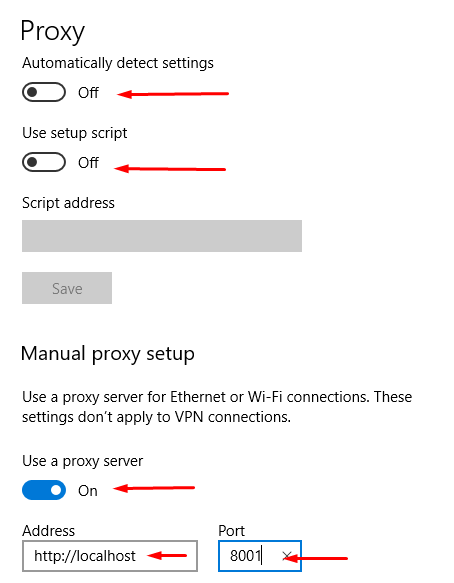 Proxy
Automatically detect settings
Off
Use setup script
Off
Script address
Save
Manual proxy setup
Use a proxy server for Ethernet or Wi-Fi connections. These
settings don't apply to VPN connections.
Use a proxy server
On
Address Port
http://localhost 8001